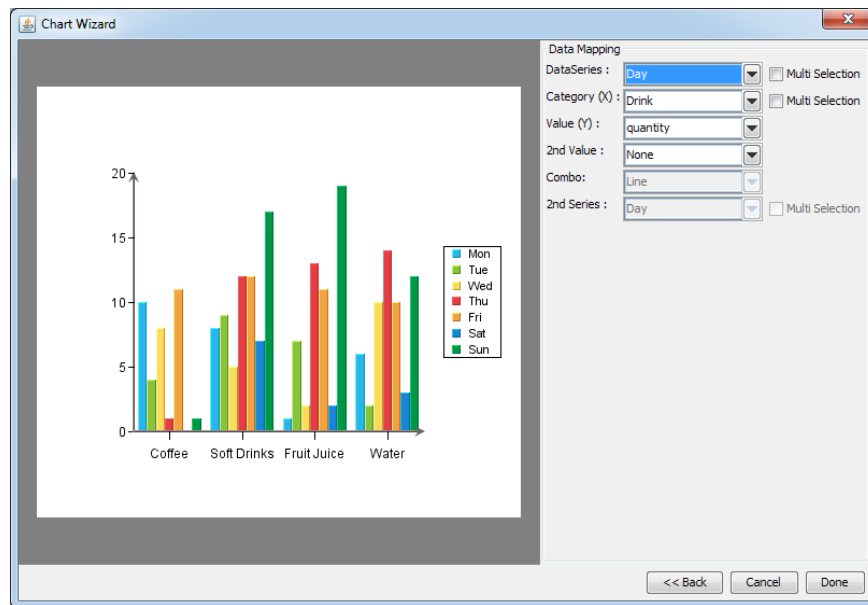 Chart Wizard
Data Mapping
DataSeries :
Day
Multi Selection
Category (X) :
Drink
Multi Selection
Value (Y) :
quantity
2nd Value :
None
Combo:
Line
2nd Series :
Day
Multi Selection
20
15
10
5
0
Coffee
Soft Drinks
Fruit Juice
Water
Mon
Tue
Wed
Thu
Fri
Sat
Sun
<< Back
Cancel
Done